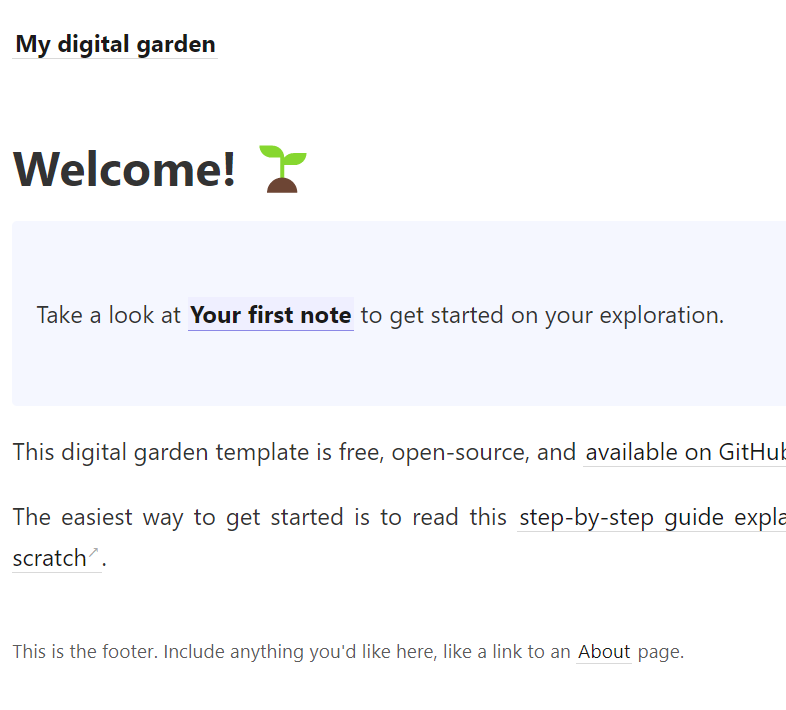 My digital garden
Welcome! 🌱
Take a look at Your first note to get started on your exploration.
This digital garden template is free, open-source, and available on GitHub
The easiest way to get started is to read this step-by-step guide expla
scratch↗.
This is the footer. Include anything you'd like here, like a link to an About page.